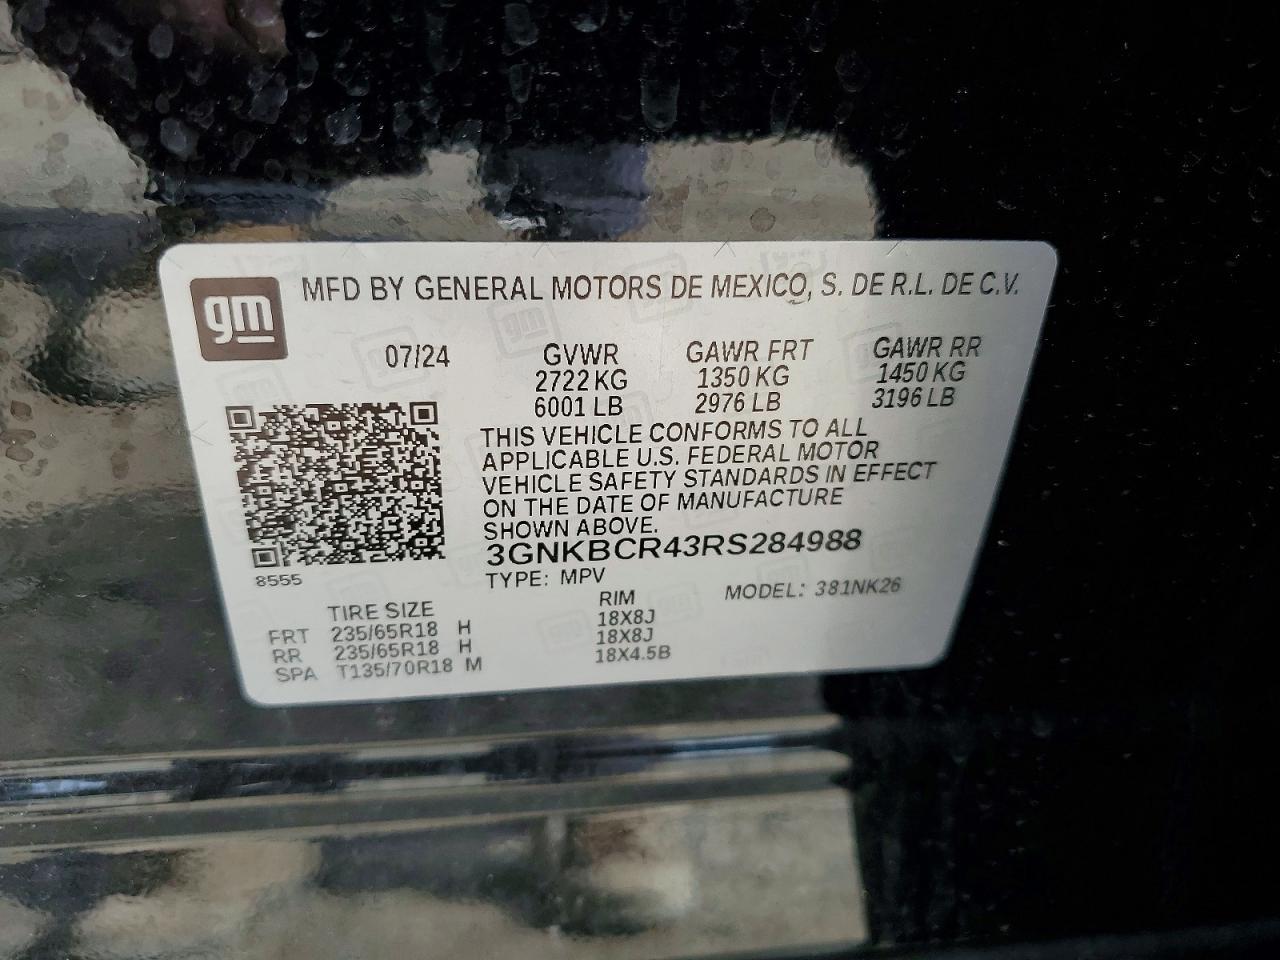 gm MFD BY GENERAL MOTORS DE MEXICO, S. DE R.L. DE C.V.
07/24 GVWR GAWR FRT GAWR RR
2722 KG 1350 KG 1450 KG
6001 LB 2976 LB 3196 LB
THIS VEHICLE CONFORMS TO ALL
APPLICABLE U.S. FEDERAL MOTOR
VEHICLE SAFETY STANDARDS IN EFFECT
ON THE DATE OF MANUFACTURE
SHOWN ABOVE.
3GNKBCR43RS284988
8555 TYPE: MPV MODEL: 381NK26
TIRE SIZE RIM
FRT 235/65R18 H 18X8J
RR 235/65R18 H 18X8J
SPA T135/70R18 M 18X4.5B